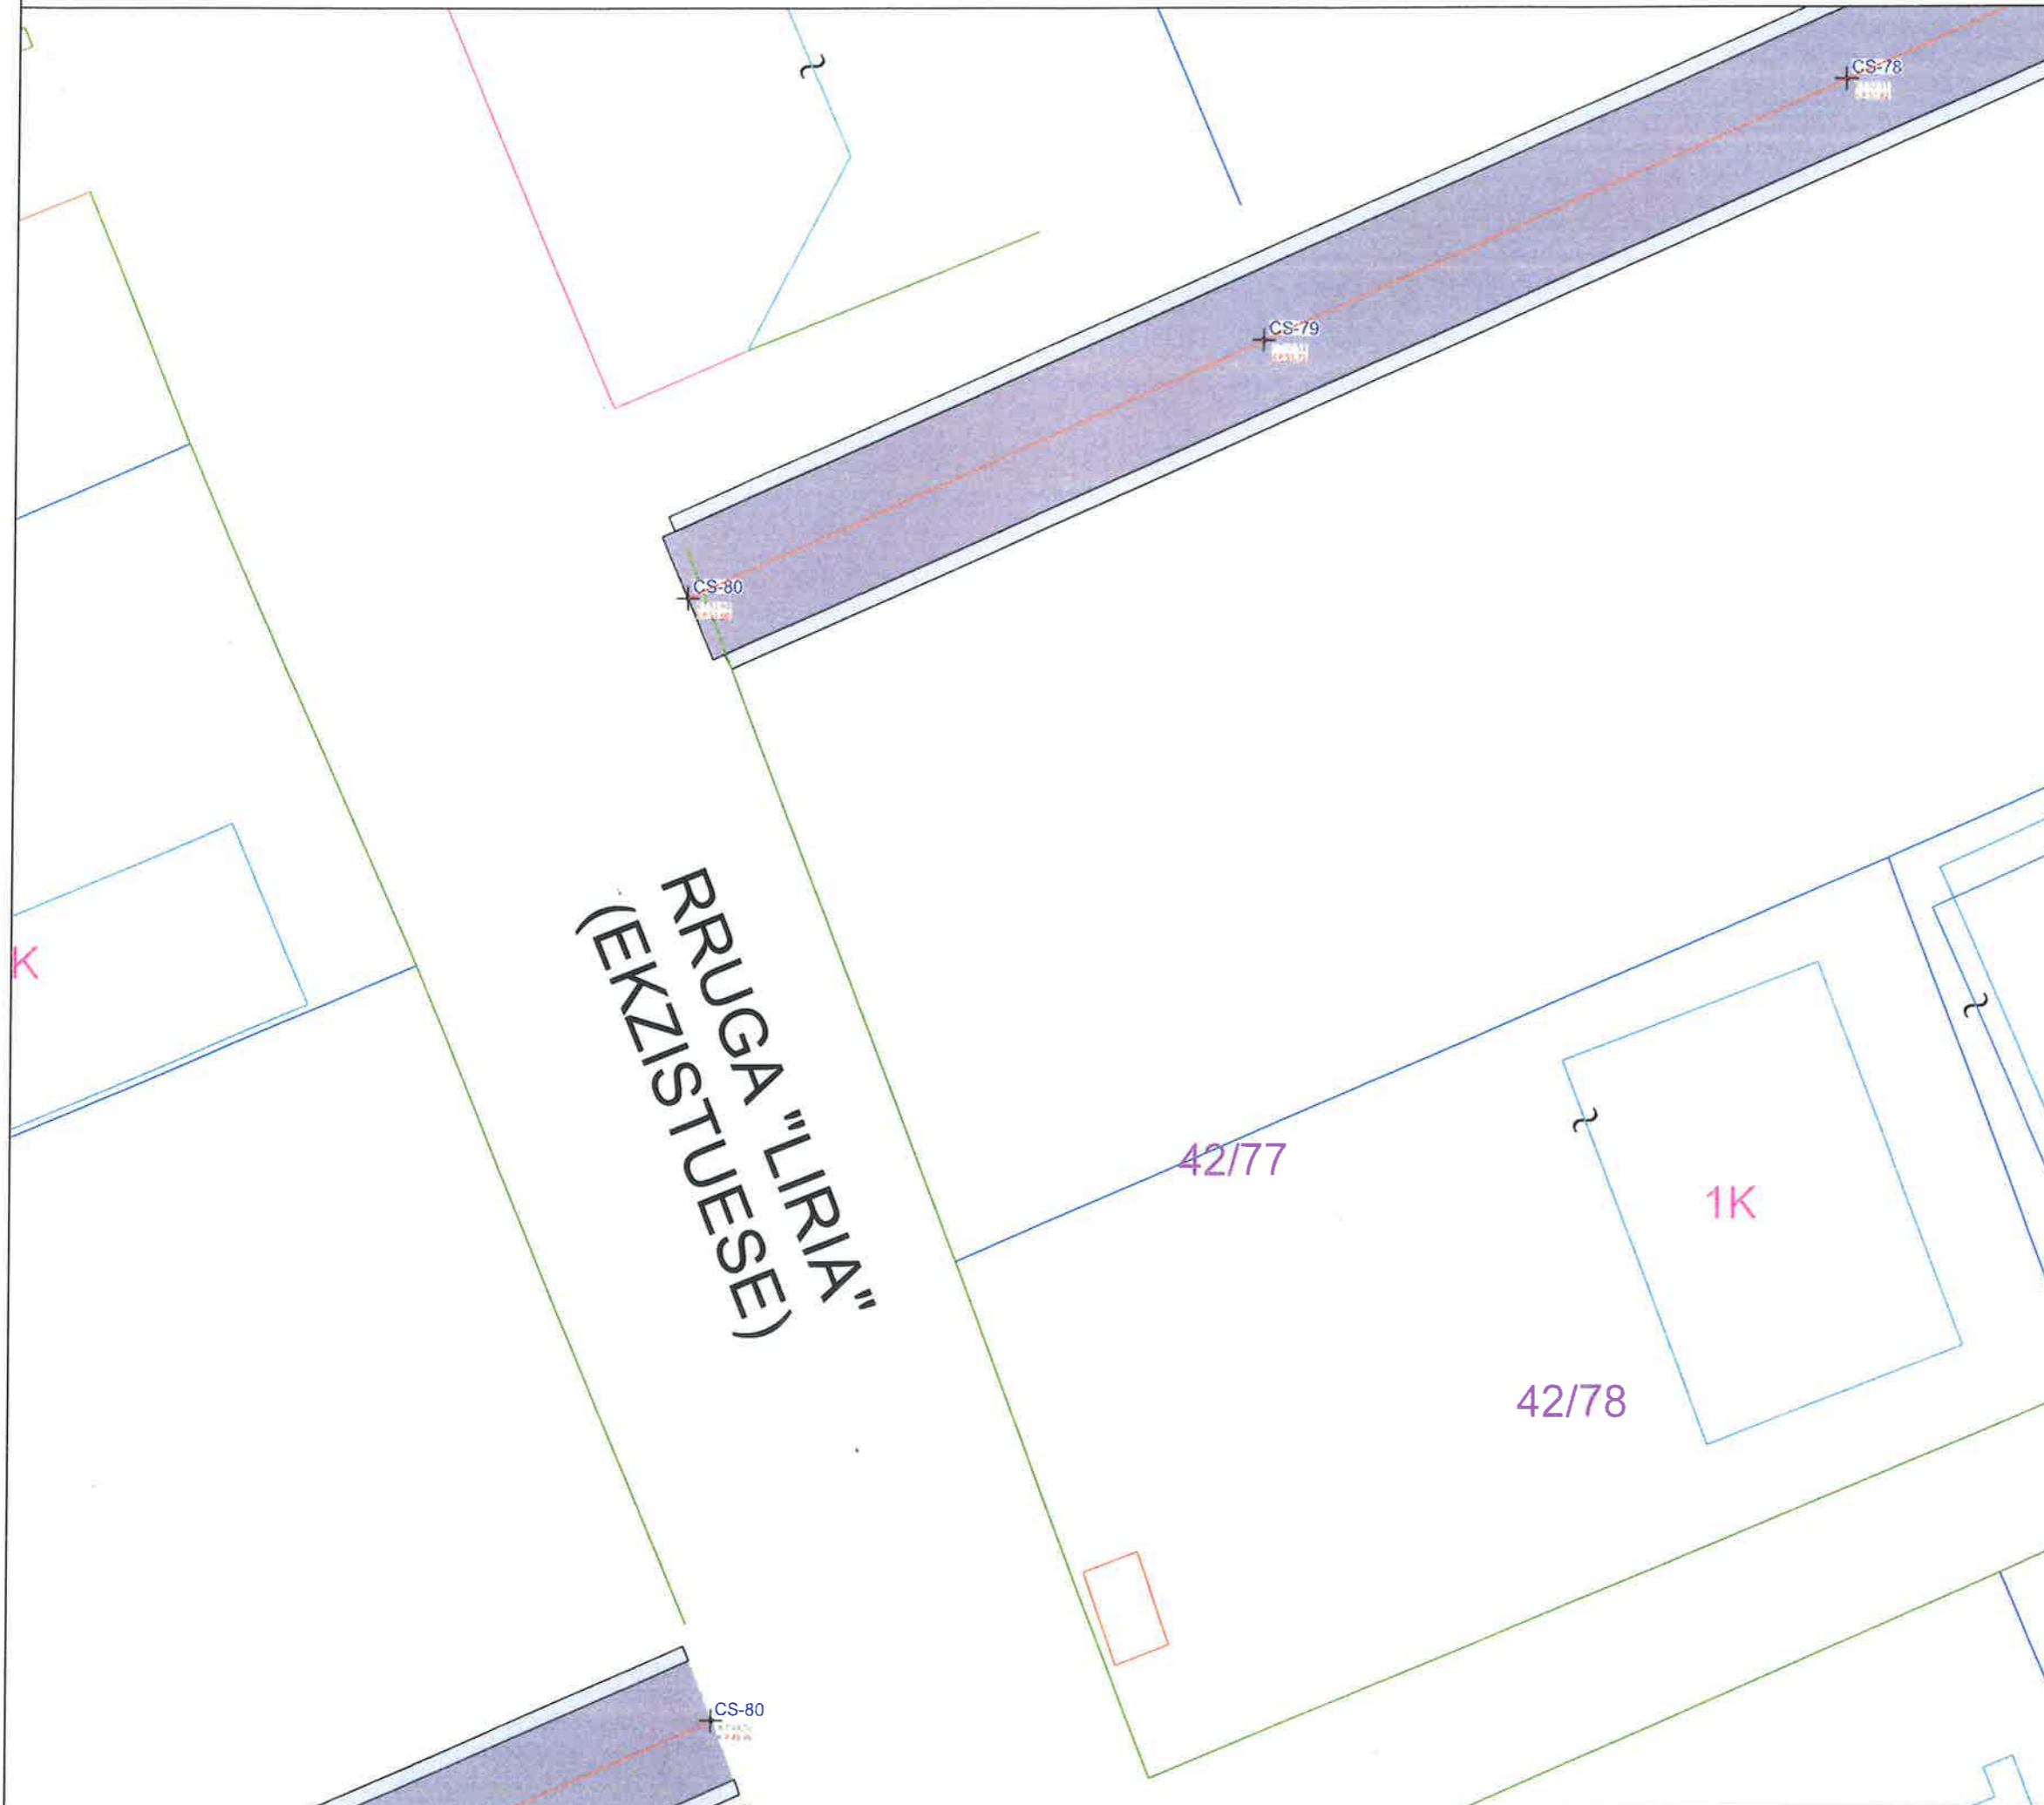 CS-78
CS-79
CS-80
RRUGA "LIRIA"
(EKZISTUESE)
K
42/77
1K
42/78
CS-80